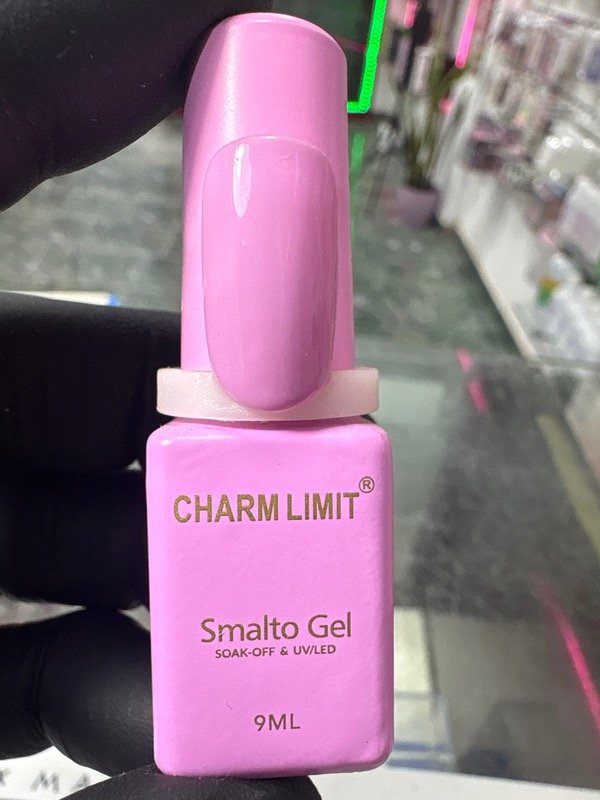 CHARM LIMIT®
Smalto Gel
SOAK-OFF & UV/LED
9ML